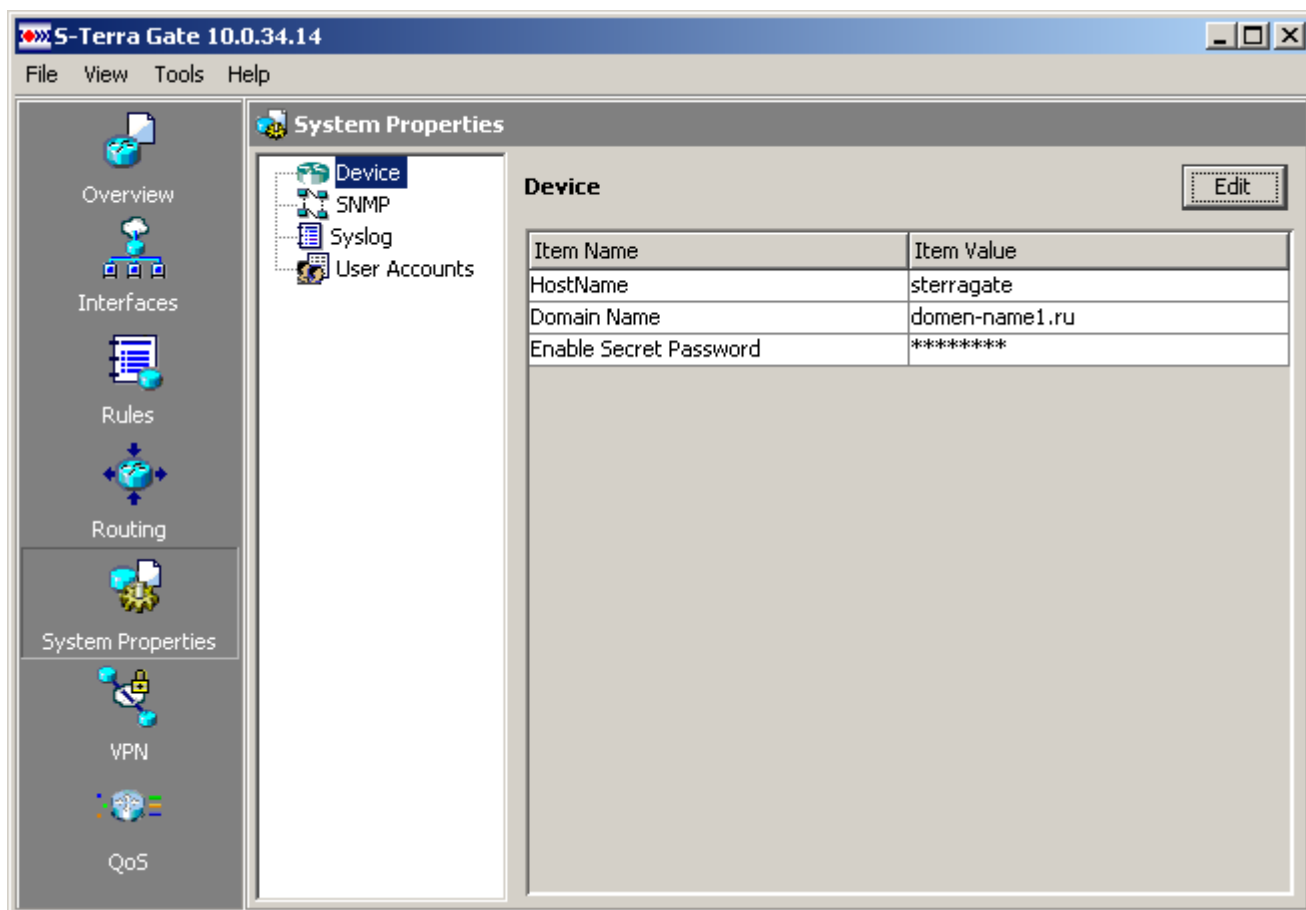 S-Terra Gate 10.0.34.14
File View Tools Help
Overview
Interfaces
Rules
Routing
System Properties
VPN
QoS
System Properties
Device
SNMP
Syslog
User Accounts
Device
Edit
Item Name Item Value
HostName sterragate
Domain Name domen-name1.ru
Enable Secret Password ********